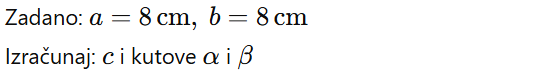 Zadano: a = 8 cm, b = 8 cm
Izračunaj: c i kutove α i β